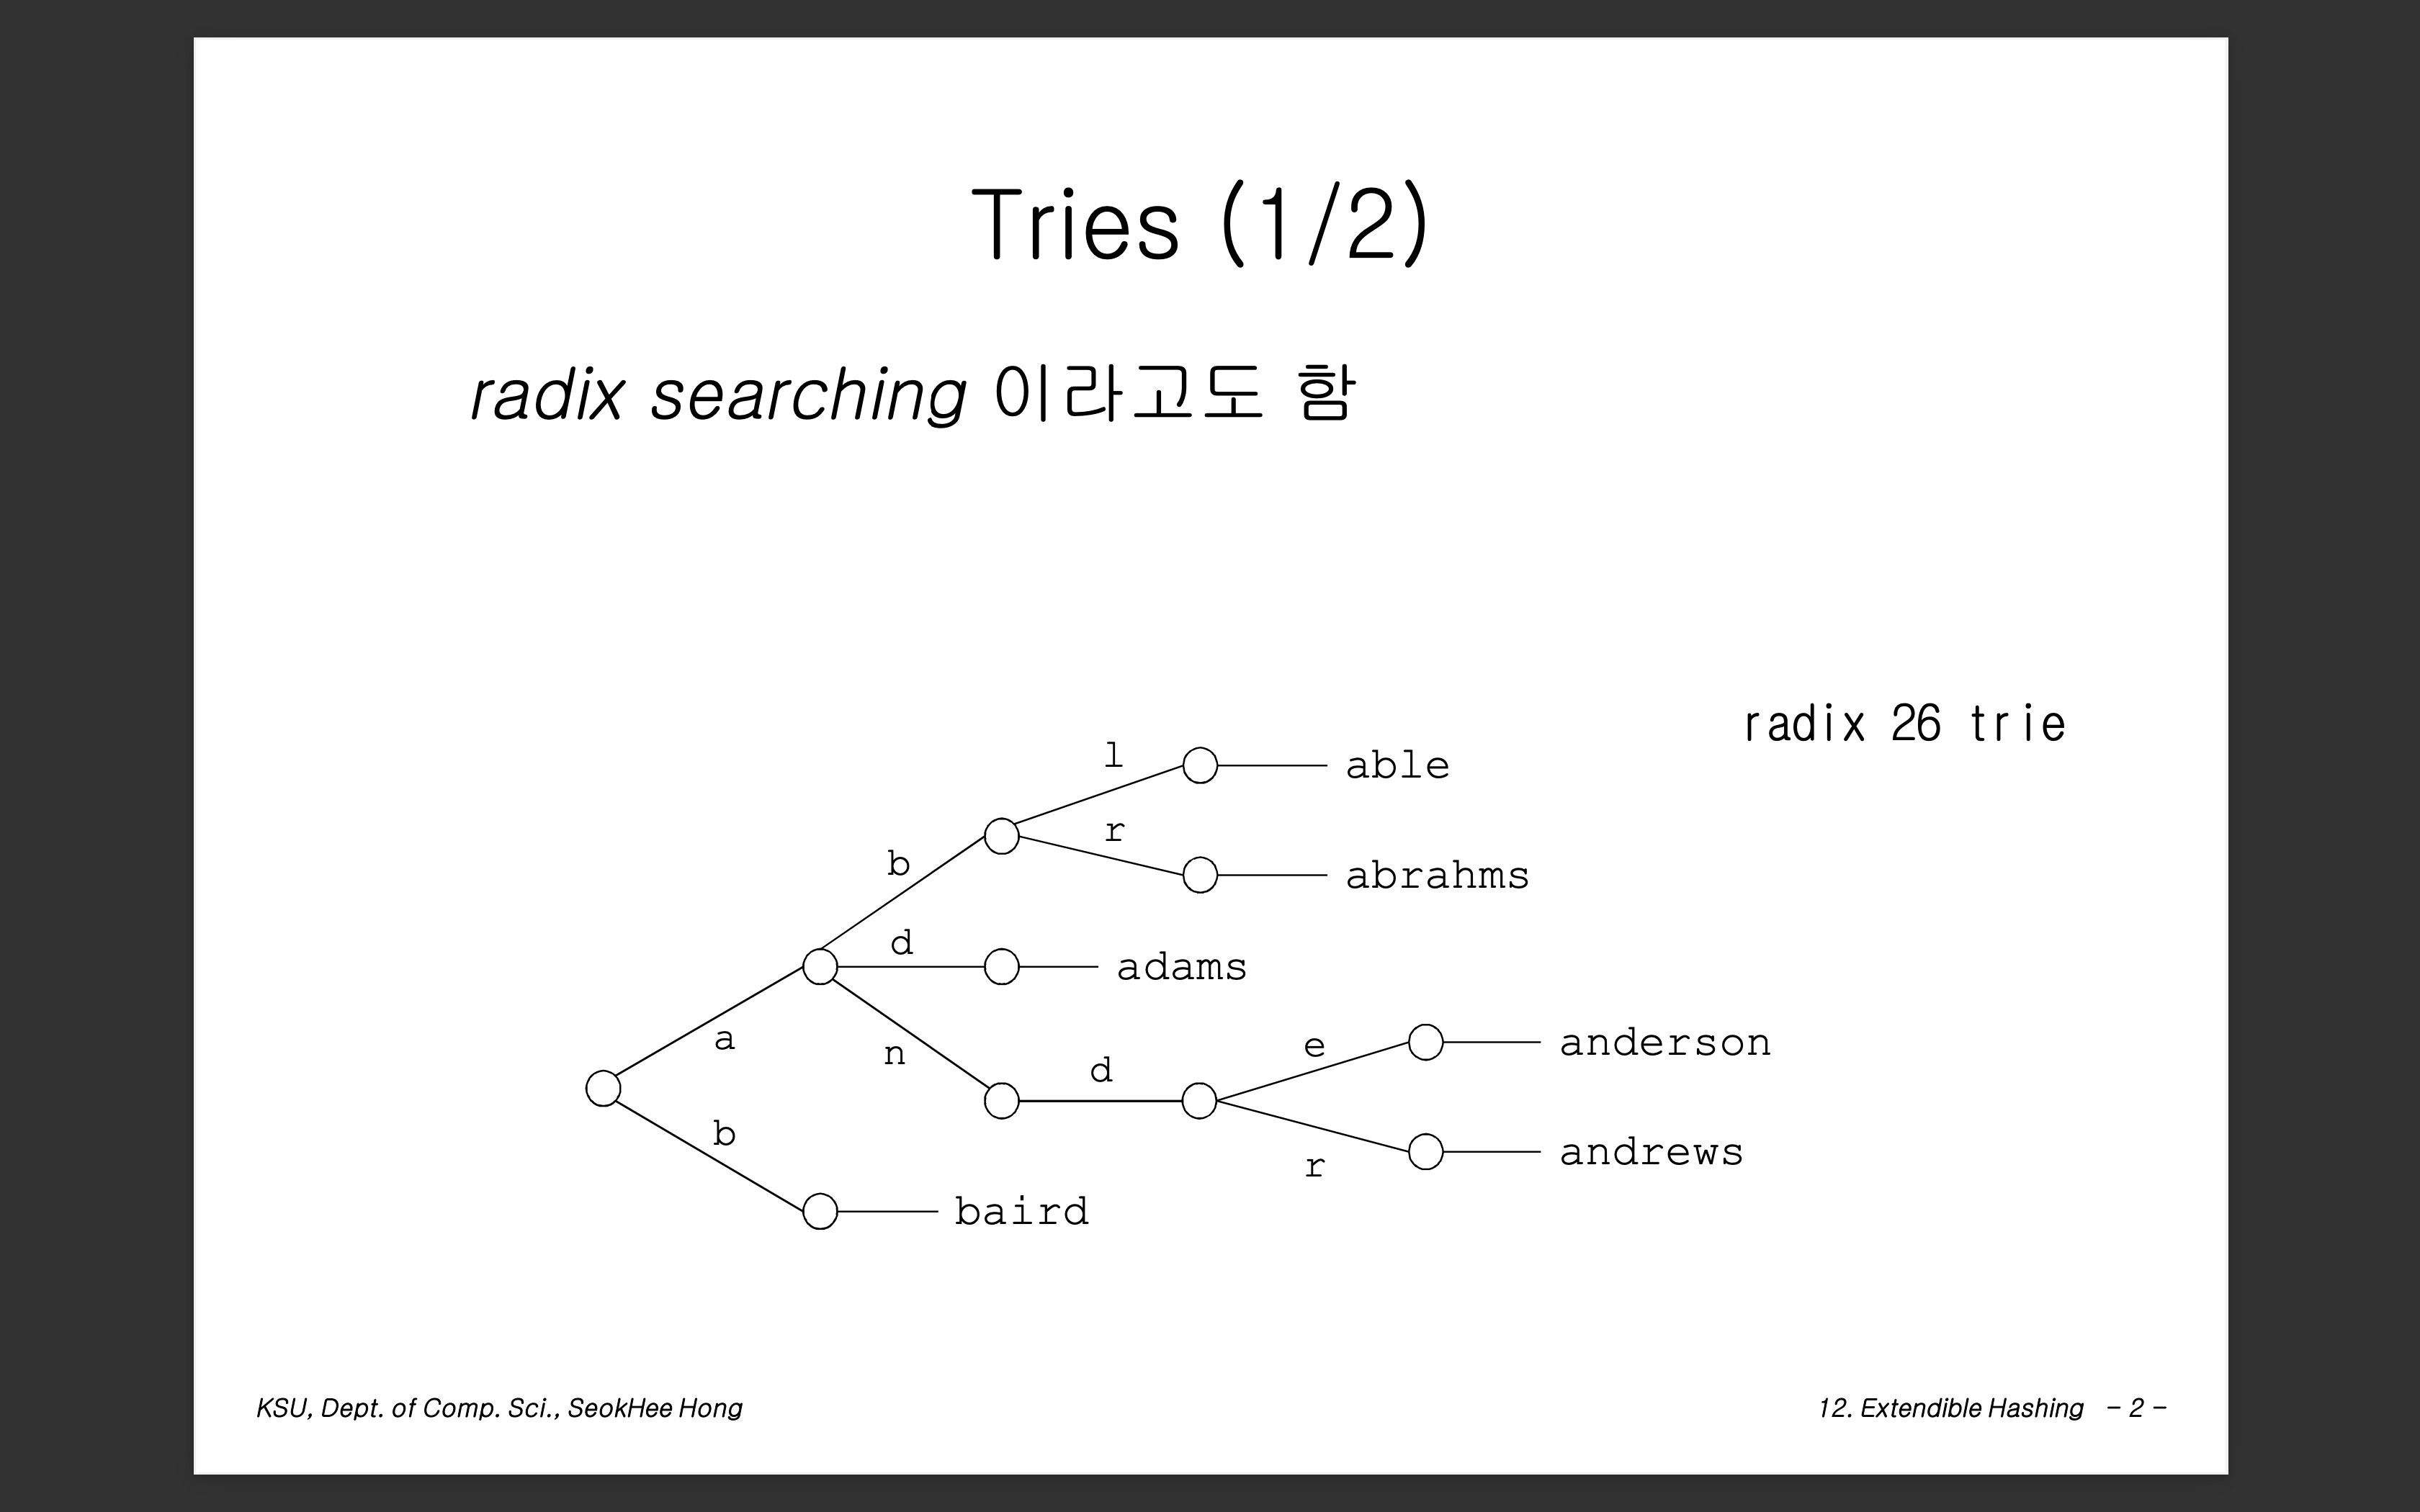 Tries (1/2)
radix searching 이라고도 함
radix 26 trie
l
able
r
b
abrahms
d
adams
a
n
d
e
anderson
r
andrews
b
baird
KSU, Dept. of Comp. Sci., SeokHee Hong
12. Extendible Hashing - 2 -